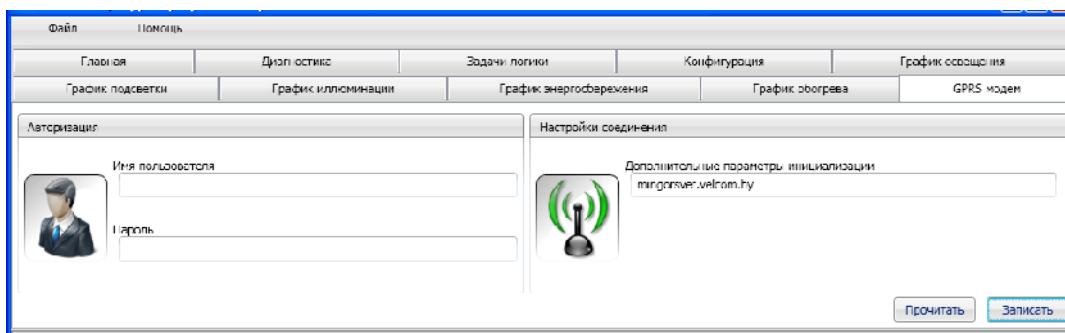 Файл Помощь
Главная Диагностика Задачи логики Конфигурация График освещения
График подсветки График иллюминации График энергосбережения График обогрева GPRS модем
Авторизация Настройки соединения
Имя пользователя Дополнительные параметры инициализации
mingorsvet.velcom.by
Пароль
Прочитать Записать